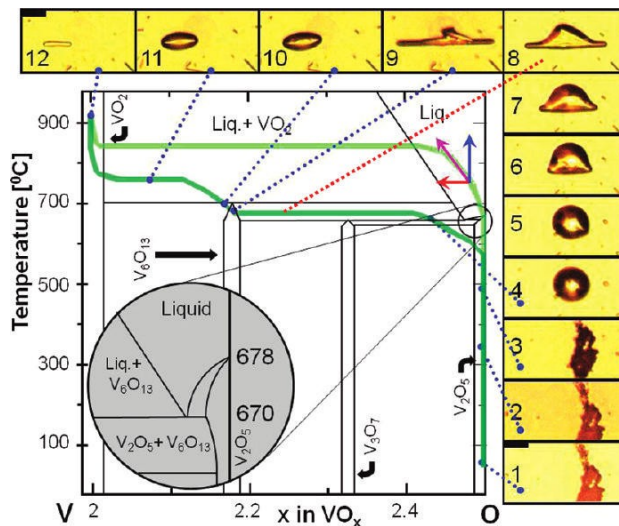 12
11
10
9
8
7
6
5
4
3
2
1
Temperature [⁰C]
900
700
500
300
100
VO₂
Liq.+ VO₂
Liq.
V₆O₁₃
V₃O₇
V₂O₅
Liquid
Liq.+
V₆O₁₃
678
670
V₂O₅
V₂O₅+ V₆O₁₃
V
2
2.2
x in VOₓ
2.4
O